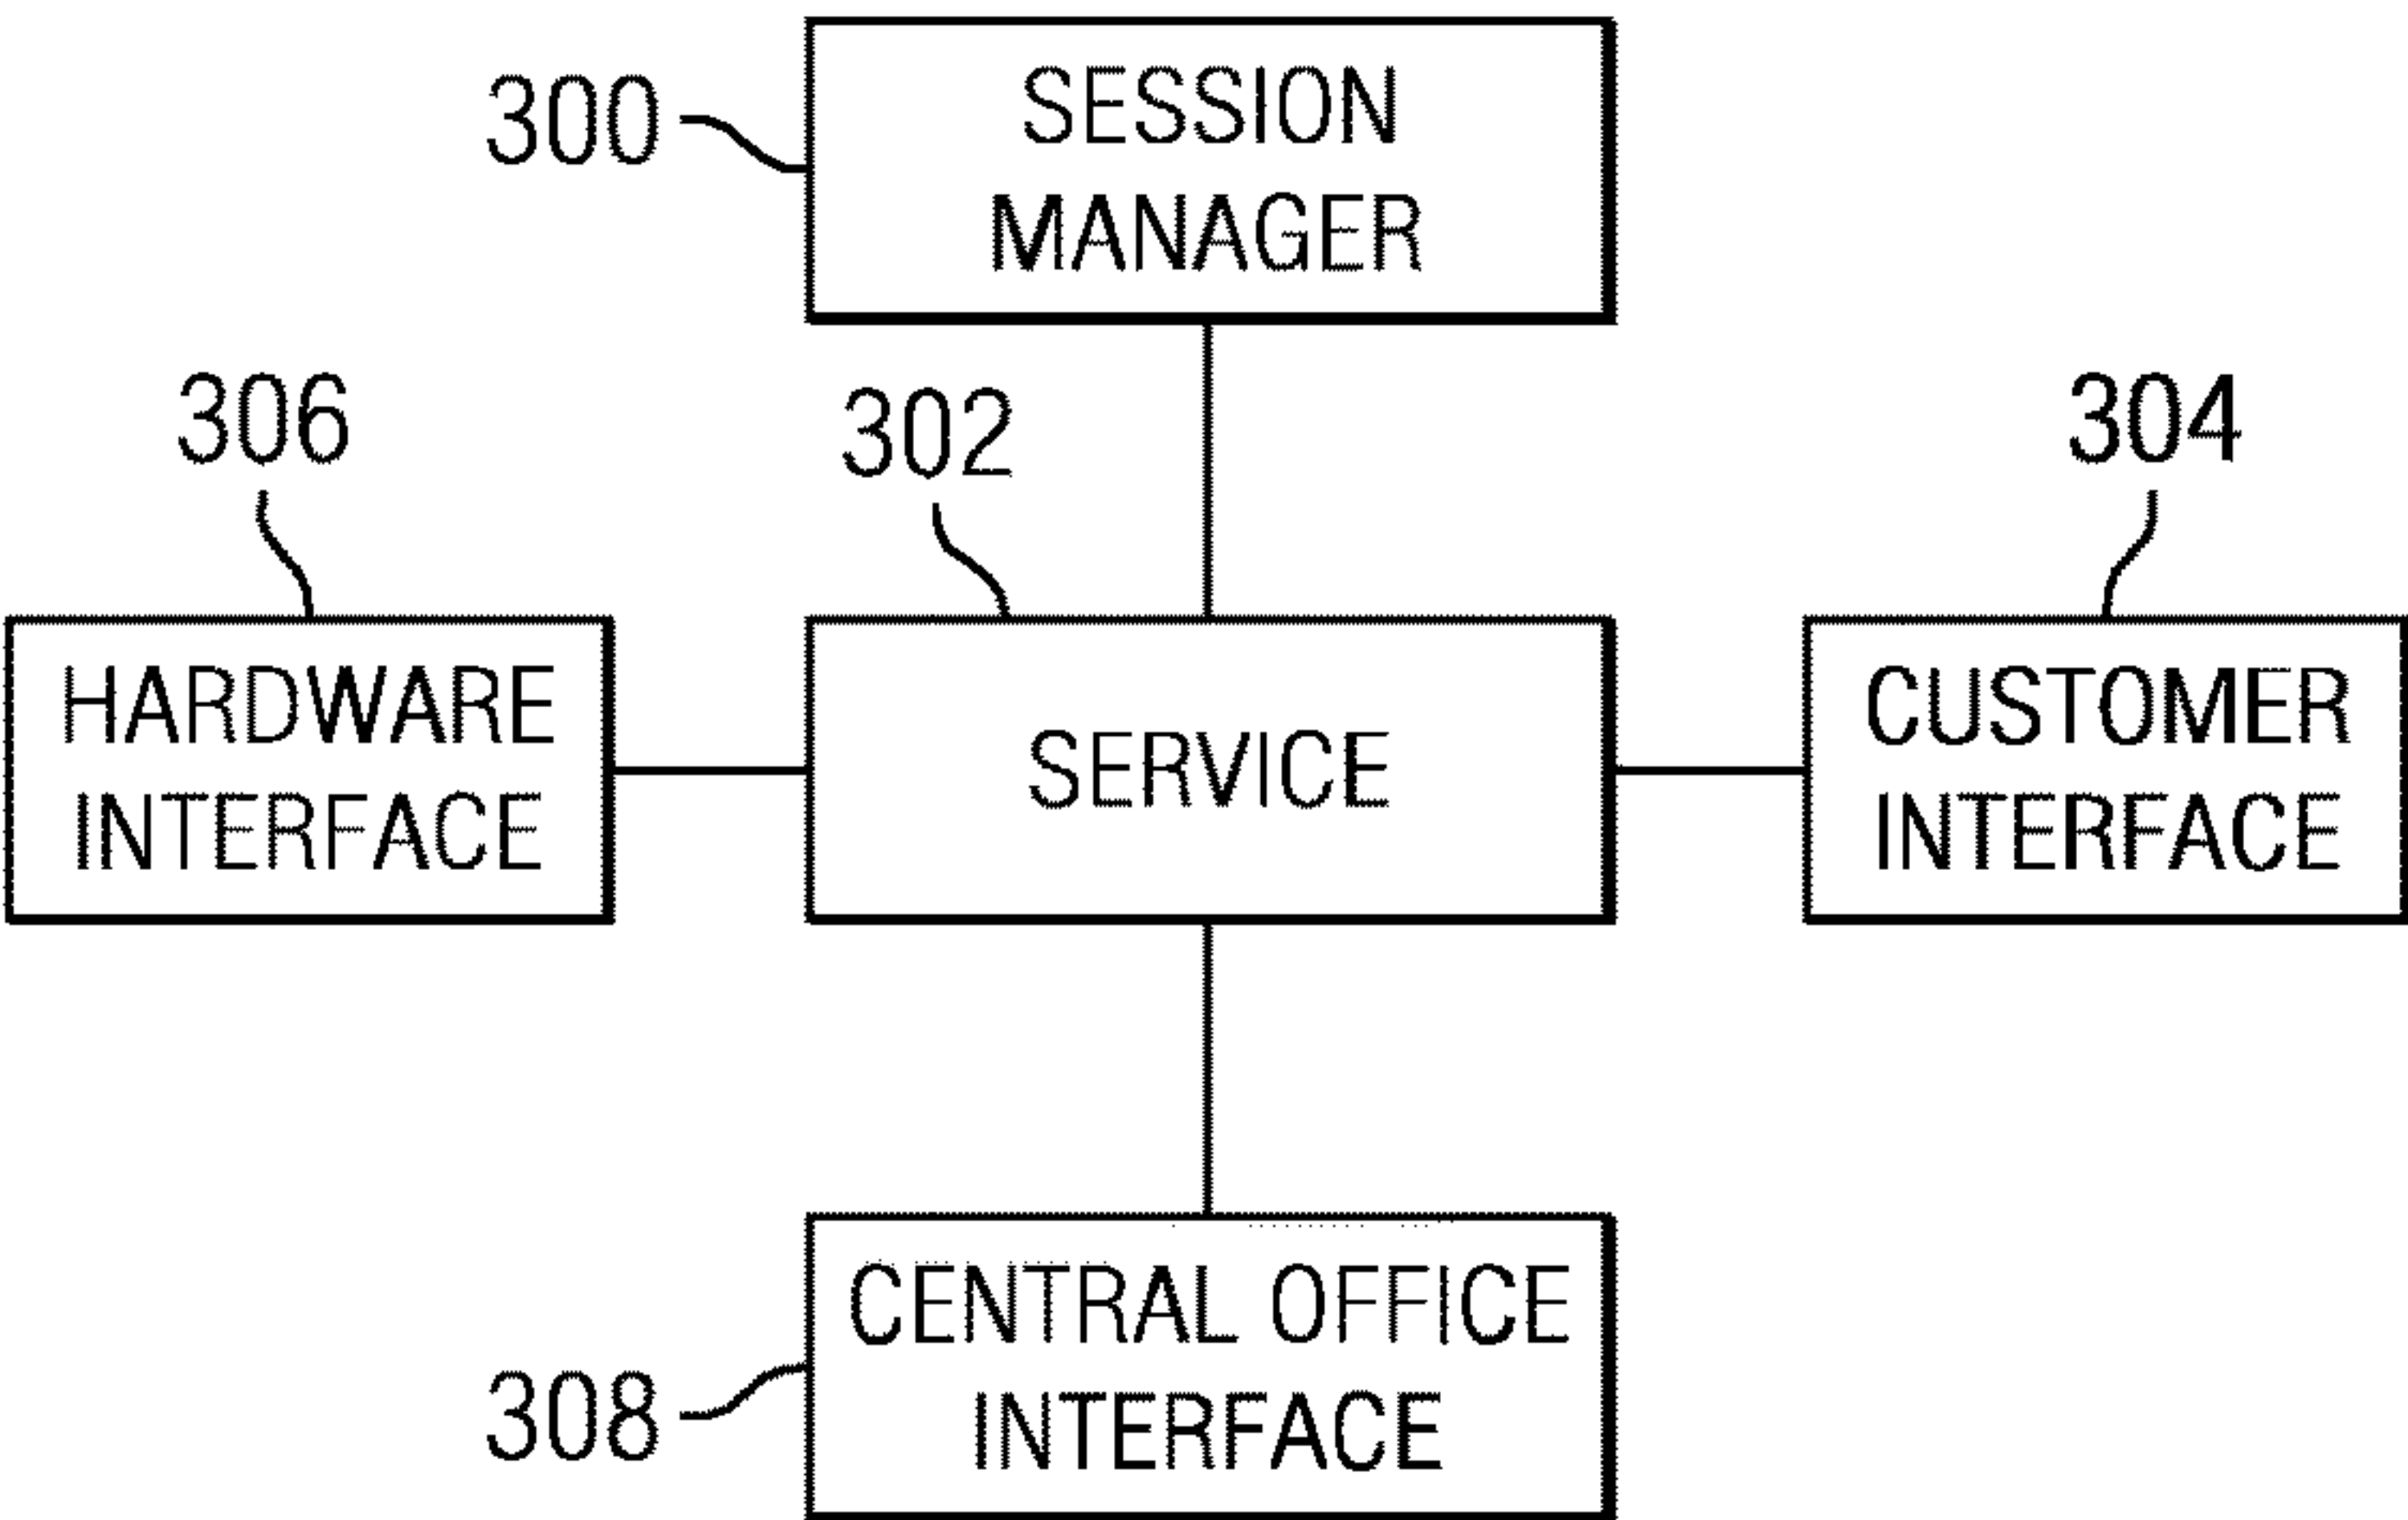 300
SESSION
MANAGER
306
302
304
HARDWARE
INTERFACE
SERVICE
CUSTOMER
INTERFACE
CENTRAL OFFICE
INTERFACE
308